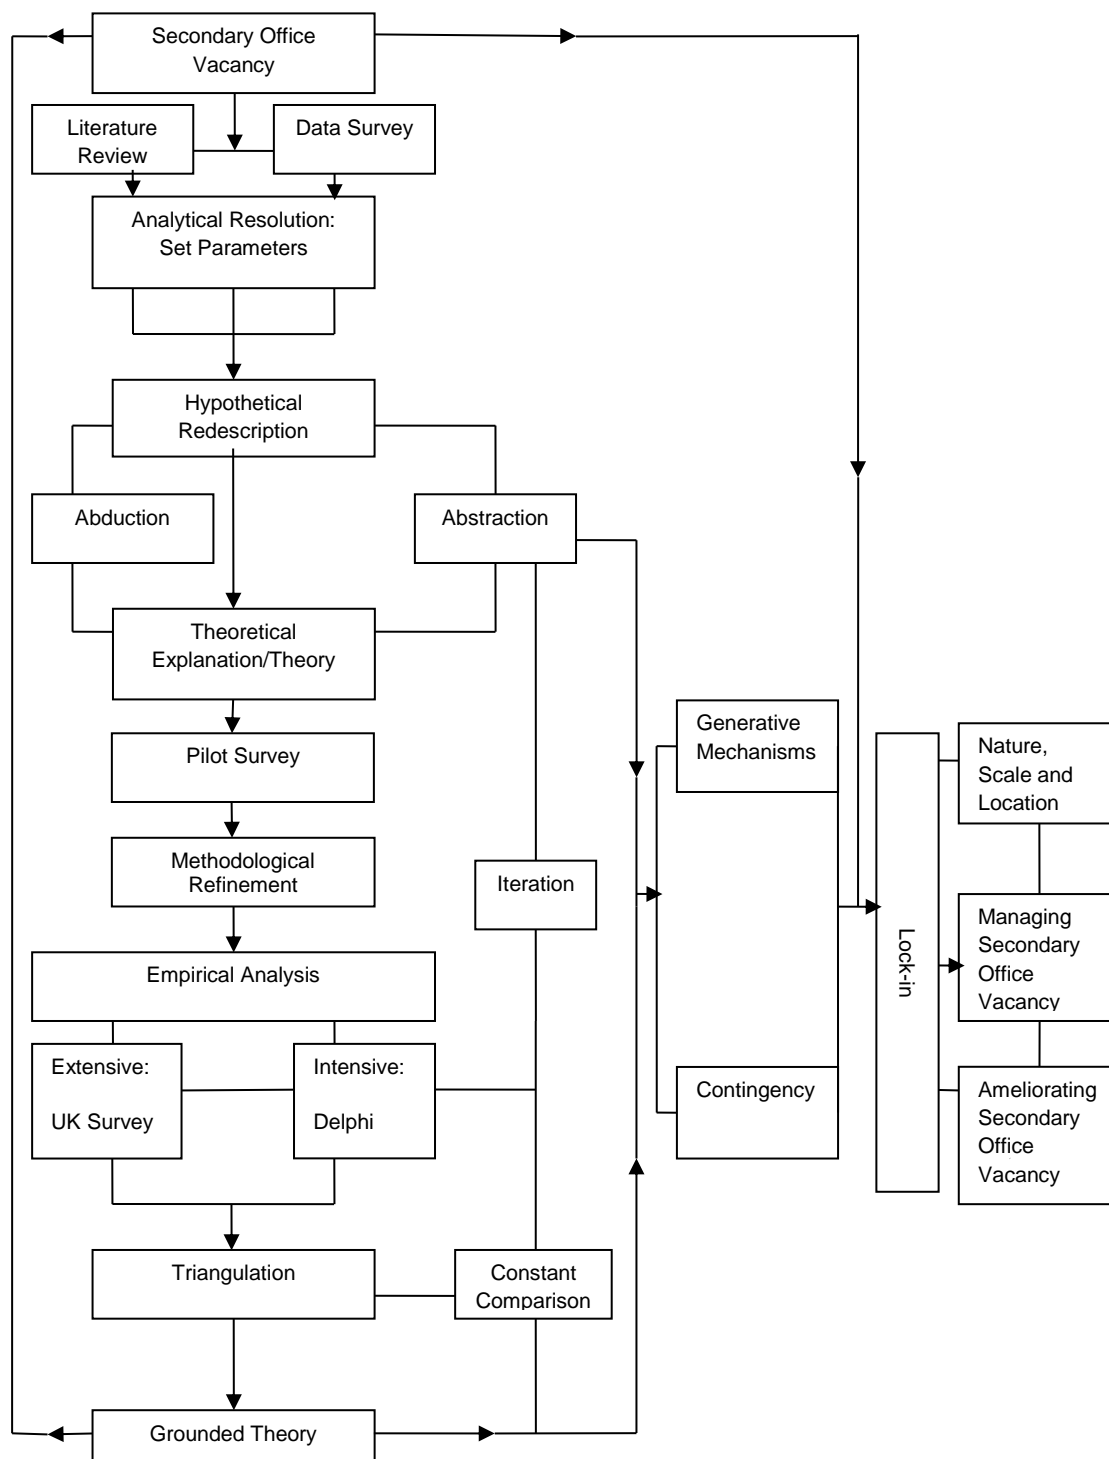 Secondary Office
Vacancy
Literature
Review
Data Survey
Analytical Resolution:
Set Parameters
Hypothetical
Redescription
Abduction
Abstraction
Theoretical
Explanation/Theory
Pilot Survey
Methodological
Refinement
Iteration
Empirical Analysis
Extensive:
UK Survey
Intensive:
Delphi
Triangulation
Constant
Comparison
Grounded Theory
Generative
Mechanisms
Contingency
Lock-in
Nature,
Scale and
Location
Managing
Secondary
Office
Vacancy
Ameliorating
Secondary
Office
Vacancy